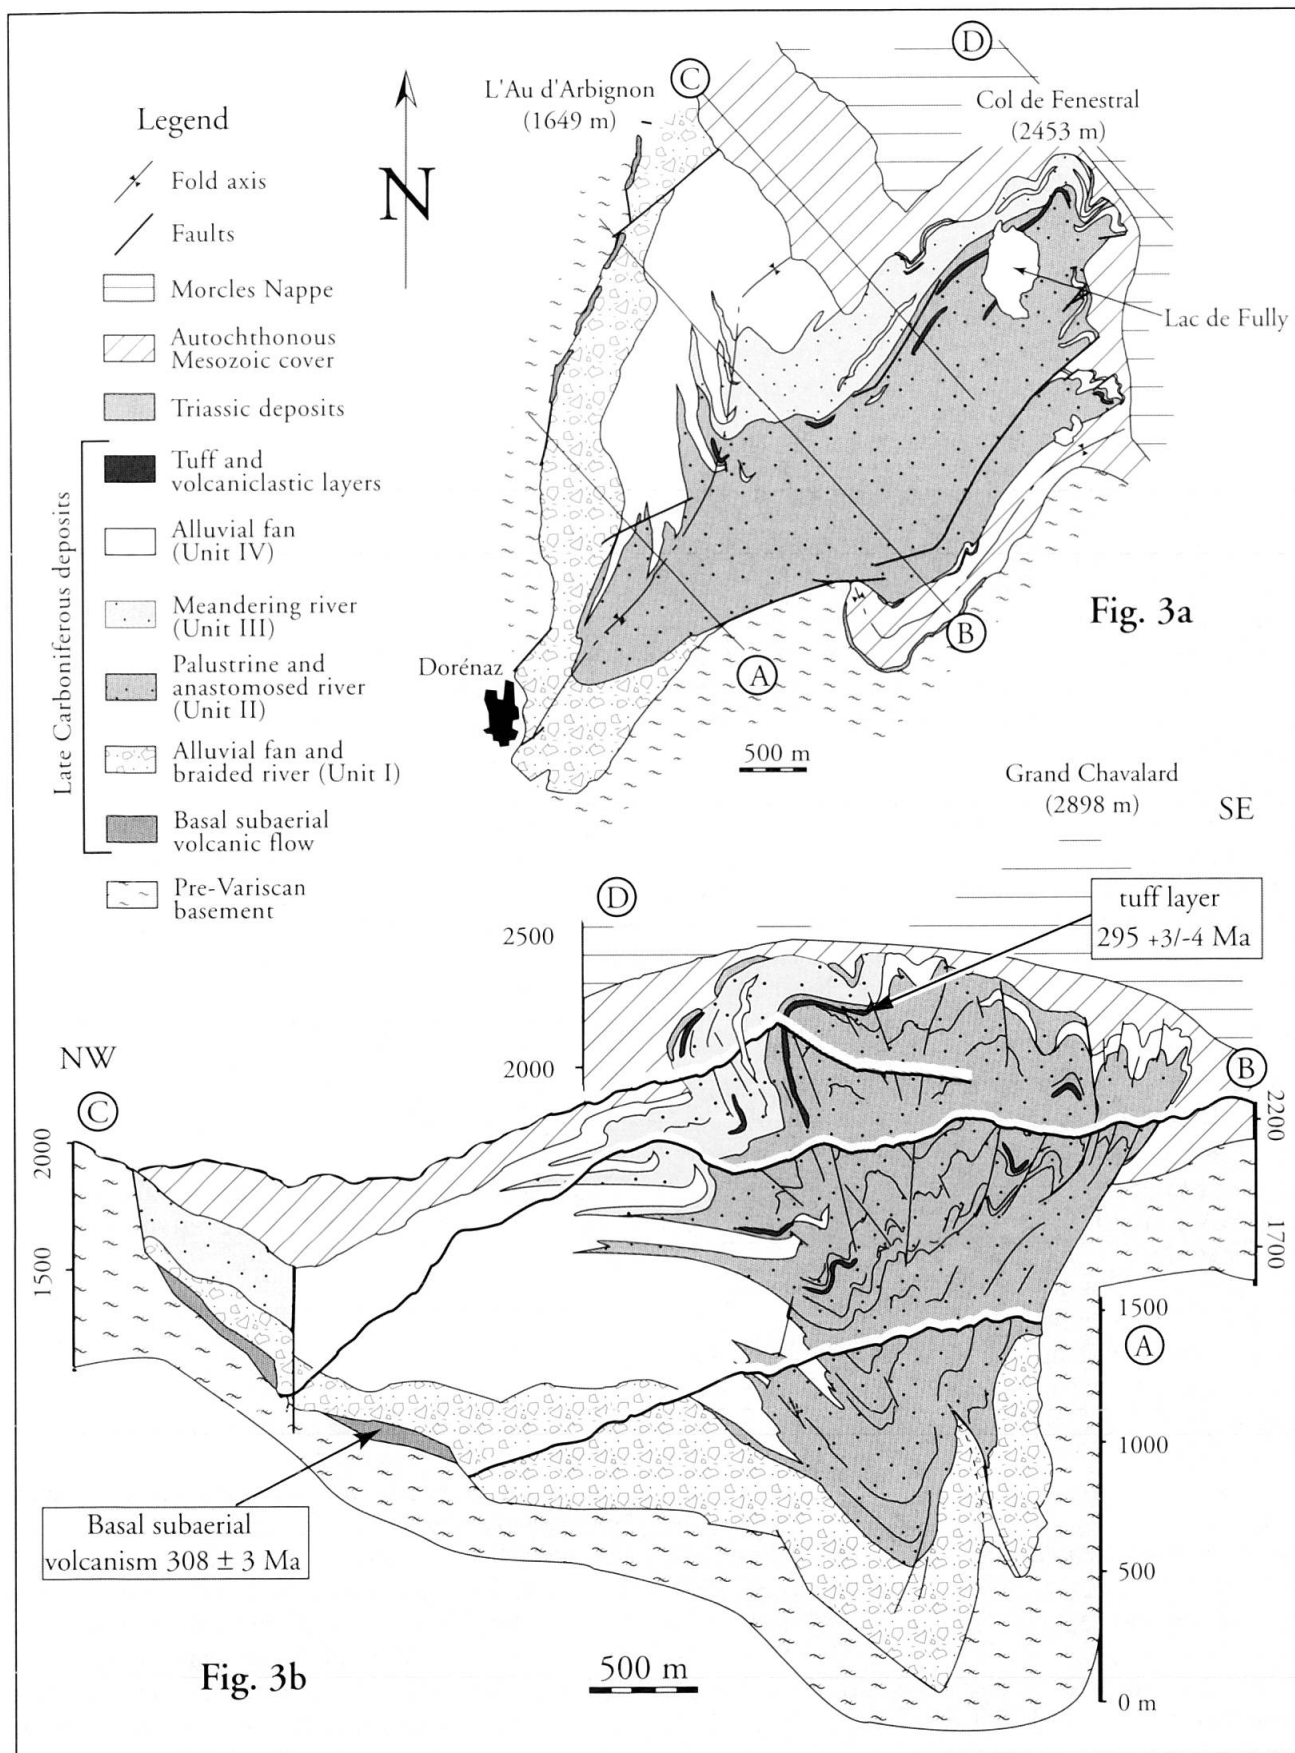 Legend
Fold axis
Faults
Morcles Nappe
Autochthonous
Mesozoic cover
Triassic deposits
Late Carboniferous deposits
Tuff and
volcaniclastic layers
Alluvial fan
(Unit IV)
Meandering river
(Unit III)
Palustrine and
anastomosed river
(Unit II)
Alluvial fan and
braided river (Unit I)
Basal subaerial
volcanic flow
Pre-Variscan
basement
N
L'Au d'Arbignon
(1649 m)
C
D
Col de Fenestral
(2453 m)
Lac de Fully
Fig. 3a
B
A
Dorénaz
500 m
Grand Chavalard
(2898 m)
SE
D
tuff layer
295 +3/-4 Ma
2500
2000
NW
C
B
2000
1500
2200
1700
1500
A
1000
500
0 m
Basal subaerial
volcanism 308 ± 3 Ma
Fig. 3b
500 m